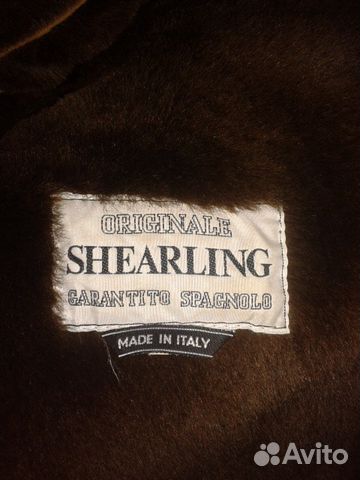 ORIGINALE
SHEARLING
GARANTITO SPAGNOLO
MADE IN ITALY
Avito